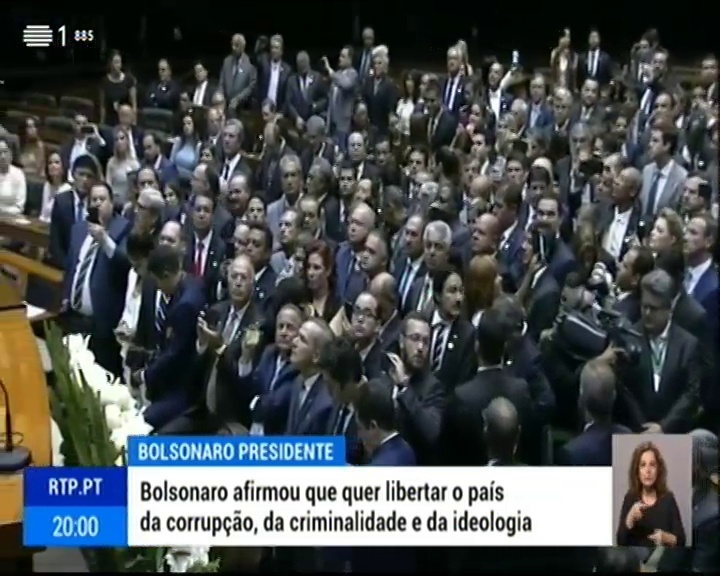 1 885
BOLSONARO PRESIDENTE
RTP.PT
Bolsonaro afirmou que quer libertar o país
20:00
da corrupção, da criminalidade e da ideologia